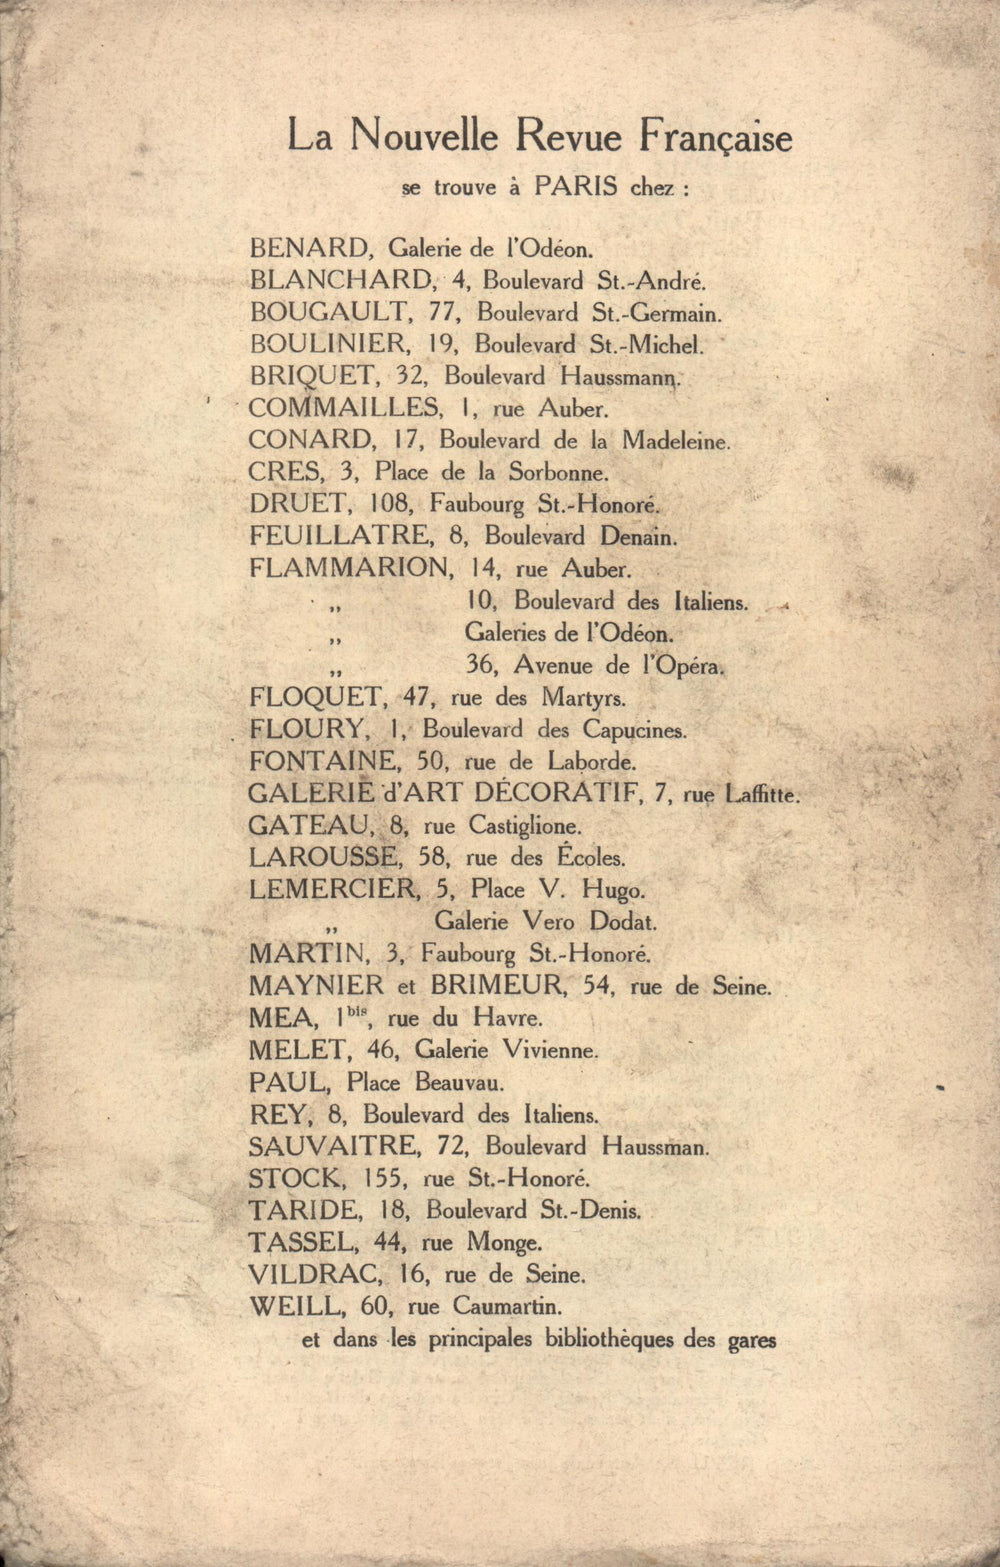 La Nouvelle Revue Française
se trouve à PARIS chez :
BENARD, Galerie de l'Odéon.
BLANCHARD, 4, Boulevard St.-André.
BOUGAULT, 77, Boulevard St.-Germain.
BOULINIER, 19, Boulevard St.-Michel.
BRIQUET, 32, Boulevard Haussmann.
COMMAILLES, 1, rue Auber.
CONARD, 17, Boulevard de la Madeleine.
CRES, 3, Place de la Sorbonne.
DRUET, 108, Faubourg St.-Honoré.
FEUILLATRE, 8, Boulevard Denain.
FLAMMARION, 14, rue Auber.
„ 10, Boulevard des Italiens.
„ Galeries de l'Odéon.
„ 36, Avenue de l'Opéra.
FLOQUET, 47, rue des Martyrs.
FLOURY, 1, Boulevard des Capucines.
FONTAINE, 50, rue de Laborde.
GALERIE d'ART DÉCORATIF, 7, rue Laffitte.
GATEAU, 8, rue Castiglione.
LAROUSSE, 58, rue des Écoles.
LEMERCIER, 5, Place V. Hugo.
„ Galerie Vero Dodat.
MARTIN, 3, Faubourg St.-Honoré.
MAYNIER et BRIMEUR, 54, rue de Seine.
MEA, 1bis, rue du Havre.
MELET, 46, Galerie Vivienne.
PAUL, Place Beauvau.
REY, 8, Boulevard des Italiens.
SAUVAITRE, 72, Boulevard Haussman.
STOCK, 155, rue St.-Honoré.
TARIDE, 18, Boulevard St.-Denis.
TASSEL, 44, rue Monge.
VILDRAC, 16, rue de Seine.
WEILL, 60, rue Caumartin.
et dans les principales bibliothèques des gares